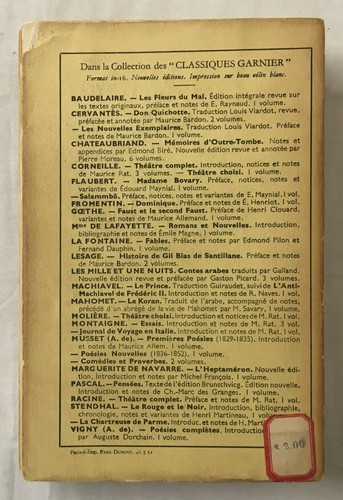 Dans la Collection des "CLASSIQUES GARNIER"
Format in-16. Nouvelles éditions. Impression sur beau vélin blanc.
BAUDELAIRE. — Les Fleurs du Mal. Édition intégrale revue sur
les textes originaux, préface et notes de E. Raynaud. 1 volume.
CERVANTÈS. — Don Quichotte. Traduction Louis Viardot, revue,
préfacée et annotée par Maurice Bardon, 2 volumes.
— Les Nouvelles Exemplaires. Traduction Louis Viardot. Préface
et notes de Maurice Bardon. 1 volume.
CHATEAUBRIAND. — Mémoires d'Outre-Tombe. Notes et
appendices par Edmond Biré. Nouvelle édition revue et annotée par
Pierre Moreau, 6 volumes.
CORNEILLE. — Théâtre complet. Introduction, notices et notes
de Maurice Rat. 3 volumes. — Théâtre choisi. 1 volume.
FLAUBERT. — Madame Bovary. Préface, notices, notes et
variantes de Édouard Maynial, 1 volume.
— Salammbô. Préface, notices, notes et variantes de E. Maynial. 1 vol.
FROMENTIN. — Dominique. Préface et notes de É. Henriot, 1 vol.
GŒTHE. — Faust et le second Faust. Préface de Henri Clouard,
variantes et notes de Maurice Allemand. 1 volume.
Mme DE LAFAYETTE. — Romans et Nouvelles. Introduction,
bibliographie et notes de Émile Magne, 1 volume.
LA FONTAINE. — Fables, Préface et notes par Edmond Pilon et
Fernand Dauphin, 1 volume.
LESAGE. — Histoire de Gil Blas de Santillane. Préface et notes
de Maurice Bardon. 2 volumes.
LES MILLE ET UNE NUITS. Contes arabes traduits par Galland.
Nouvelle édition revue et préfacée par Gaston Picard. 3 volumes.
MACHIAVEL. — Le Prince. Traduction Guiraudet, suivi de L'Anti-
Machiavel de Frédéric II. Introduction et notes de R. Nàves. 1 vol.
MAHOMET. — Le Koran. Traduit de l'arabe, accompagné de notes,
précédé d'un abrégé de la vie de Mahomet par M. Savary, 1 volume.
MOLIÈRE. — Théâtre choisi. Introduction et notices de M. Rat. 1 vol.
MONTAIGNE. — Essais. Introduction et notes de M. Rat. 3 vol.
— Journal de Voyage en Italie. Introduction et notes de M. Rat. 1 vol.
MUSSET (A. de). — Premières Poésies (1829-1835). Introduction
et notes de Maurice Allem. 1 volume.
— Poésies Nouvelles (1836-1852). 1 volume.
— Comédies et Proverbes. 2 volumes.
MARGUERITE DE NAVARRE. — L'Heptaméron. Nouvelle édi-
tion, Introduction et notes par Michel François, 1 volume.
PASCAL. — Pensées. Texte de l'édition Brunschvicg. Édition nouvelle.
Introduction et notes de Ch.-Marc des Granges. 1 volume.
RACINE. — Théâtre complet. Préface et notes de M. Rat. 1 vol.
STENDHAL. — Le Rouge et le Noir. Introduction, bibliographie,
chronologie, notes et variantes de Henri Martineau, 1 volume.
— La Chartreuse de Parme. Introduc. et notes de H. Martin
VIGNY (A. de). — Poésies complètes. Introduction
par Auguste Dorchain. 1 volume.
Paris-6-Imp. Paul Dupont.
3.00